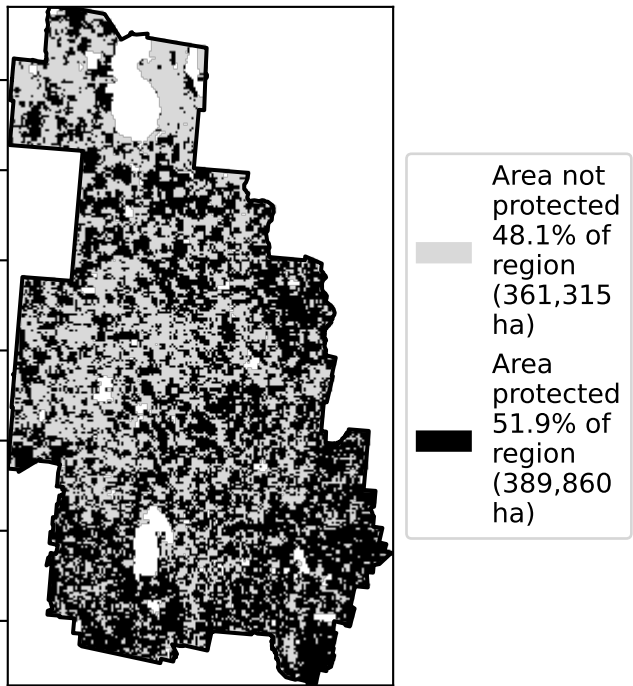 Area not
protected
48.1% of
region
(361,315
ha)
Area
protected
51.9% of
region
(389,860
ha)